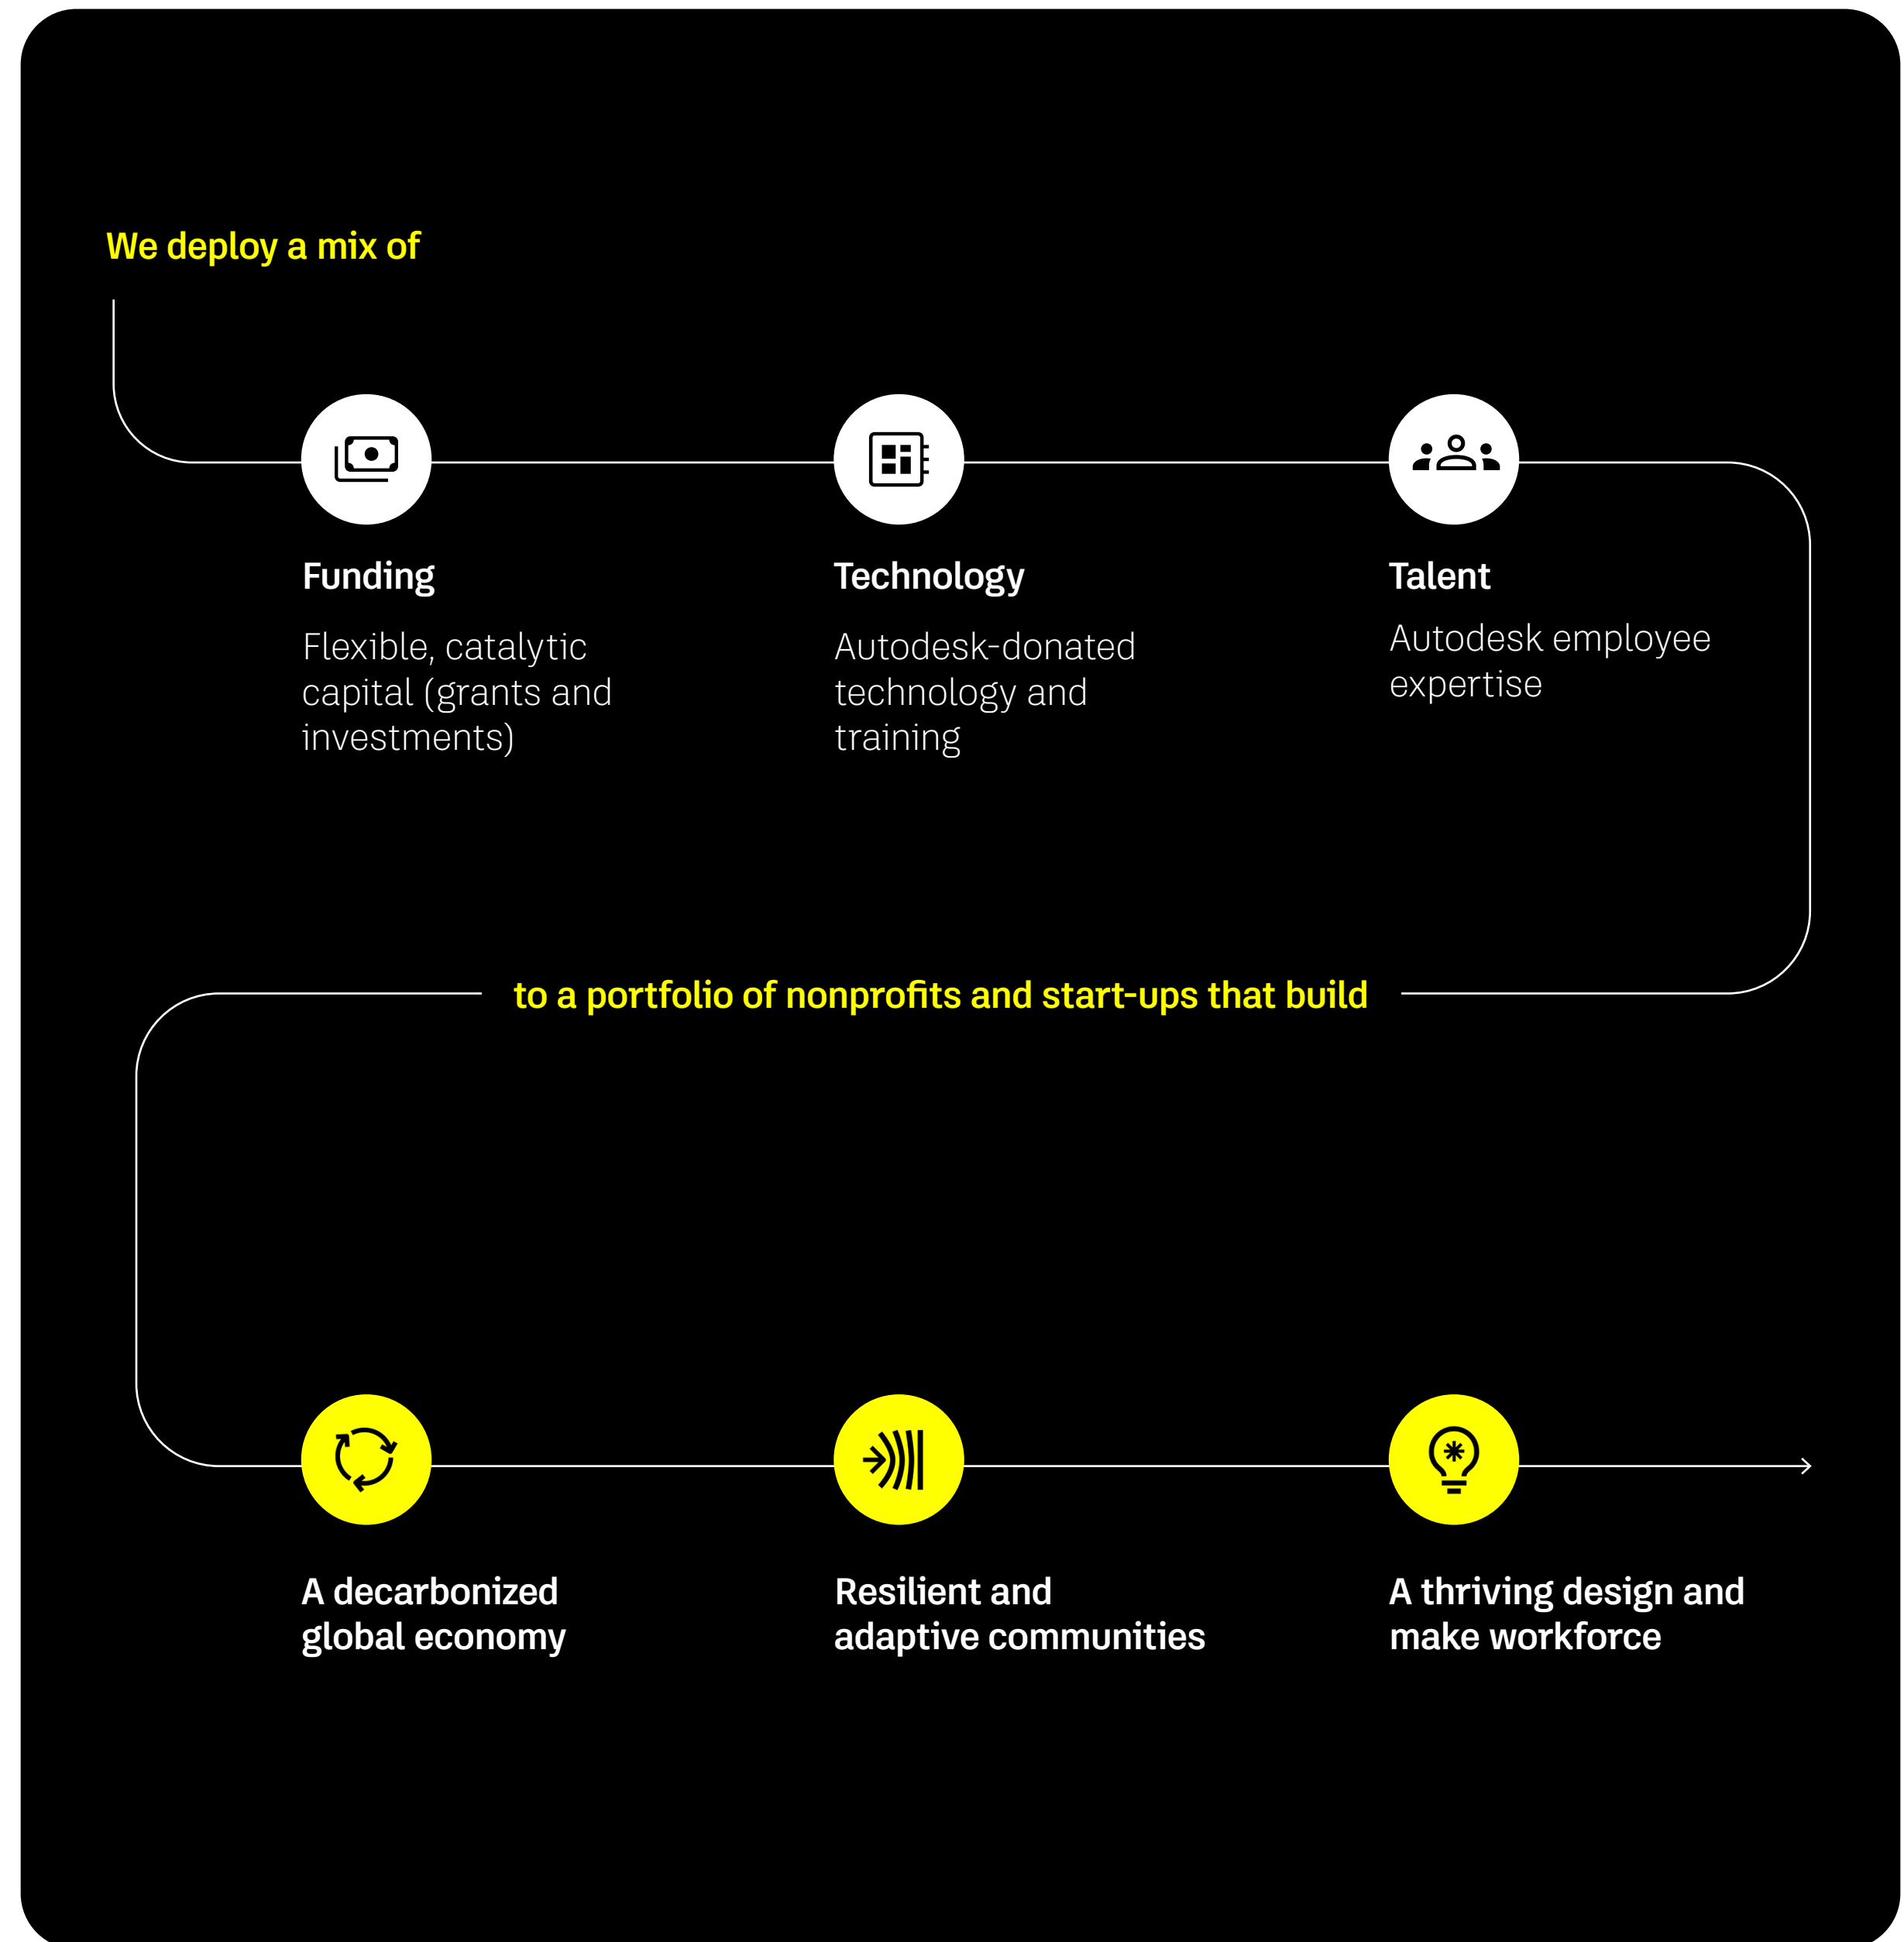 We deploy a mix of
Funding
Flexible, catalytic
capital (grants and
investments)
Technology
Autodesk-donated
technology and
training
Talent
Autodesk employee
expertise
to a portfolio of nonprofits and start-ups that build
A decarbonized
global economy
Resilient and
adaptive communities
A thriving design and
make workforce